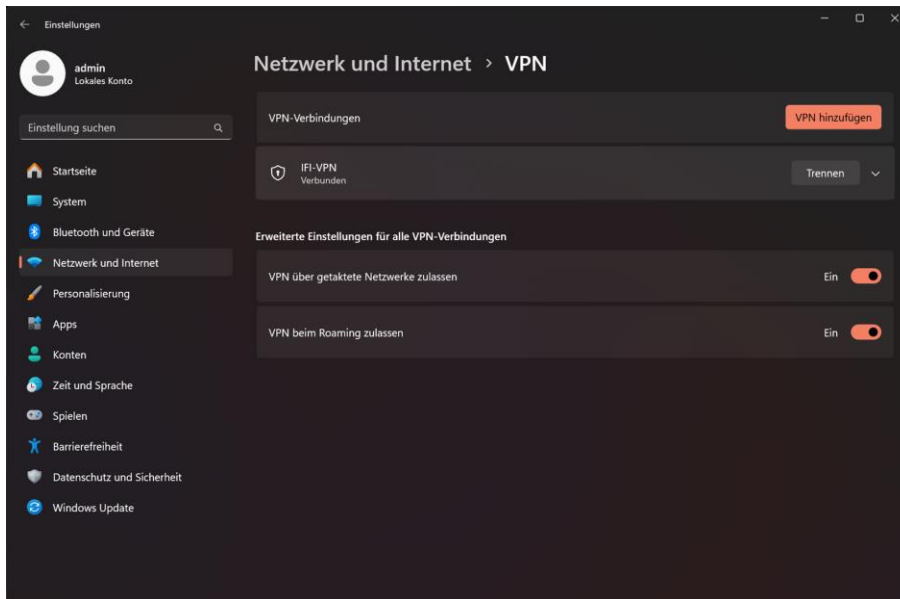 Einstellungen
admin
Lokales Konto
Einstellung suchen
Startseite
System
Bluetooth und Geräte
Netzwerk und Internet
Personalisierung
Apps
Konten
Zeit und Sprache
Spielen
Barrierefreiheit
Datenschutz und Sicherheit
Windows Update
Netzwerk und Internet > VPN
VPN-Verbindungen
VPN hinzufügen
IFI-VPN
Verbunden
Trennen
Erweiterte Einstellungen für alle VPN-Verbindungen
VPN über getaktete Netzwerke zulassen
Ein
VPN beim Roaming zulassen
Ein